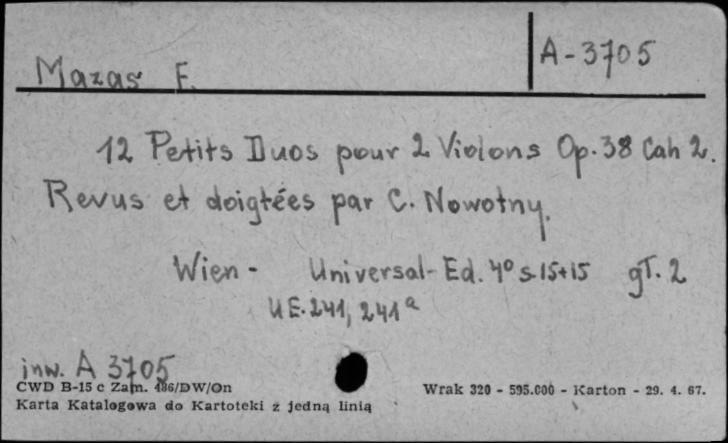 A-3705
Mazas F.
12 Petits Duos pour 2 Violons Op. 38 Cah 2.
Revus et doigtées par C. Nowotny.
Wien - Universal-Ed. 4° s. 15+15 gł. 2
U E. 241, 241a
inw. A 3705
CWD B-15 c Zam. 486/DW/On
Wrak 320 - 595.000 - Karton - 29. 4. 67.
Karta Katalogowa do Kartoteki z jedną linią